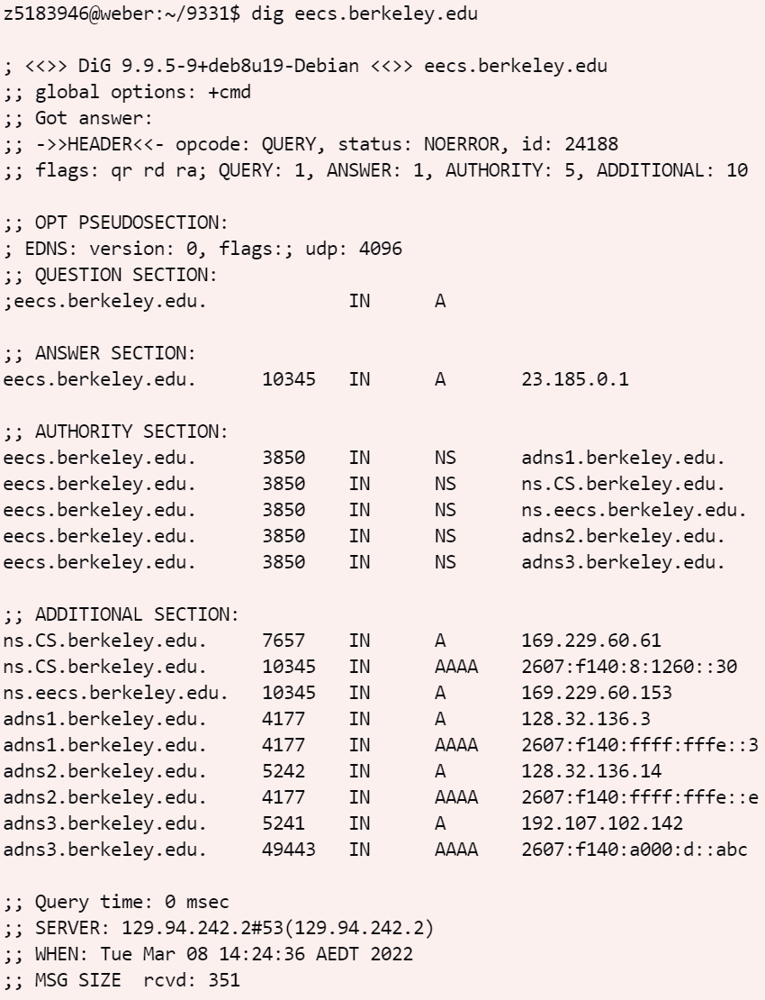 z5183946@weber:~/9331$ dig eecs.berkeley.edu

; <<>> DiG 9.9.5-9+deb8u19-Debian <<>> eecs.berkeley.edu
;; global options: +cmd
;; Got answer:
;; ->>HEADER<<- opcode: QUERY, status: NOERROR, id: 24188
;; flags: qr rd ra; QUERY: 1, ANSWER: 1, AUTHORITY: 5, ADDITIONAL: 10

;; OPT PSEUDOSECTION:
; EDNS: version: 0, flags:; udp: 4096
;; QUESTION SECTION:
;eecs.berkeley.edu.             IN      A

;; ANSWER SECTION:
eecs.berkeley.edu.      10345   IN      A       23.185.0.1

;; AUTHORITY SECTION:
eecs.berkeley.edu.      3850    IN      NS      adns1.berkeley.edu.
eecs.berkeley.edu.      3850    IN      NS      ns.CS.berkeley.edu.
eecs.berkeley.edu.      3850    IN      NS      ns.eecs.berkeley.edu.
eecs.berkeley.edu.      3850    IN      NS      adns2.berkeley.edu.
eecs.berkeley.edu.      3850    IN      NS      adns3.berkeley.edu.

;; ADDITIONAL SECTION:
ns.CS.berkeley.edu.     7657    IN      A       169.229.60.61
ns.CS.berkeley.edu.     10345   IN      AAAA    2607:f140:8:1260::30
ns.eecs.berkeley.edu.   10345   IN      A       169.229.60.153
adns1.berkeley.edu.     4177    IN      A       128.32.136.3
adns1.berkeley.edu.     4177    IN      AAAA    2607:f140:ffff:fffe::3
adns2.berkeley.edu.     5242    IN      A       128.32.136.14
adns2.berkeley.edu.     4177    IN      AAAA    2607:f140:ffff:fffe::e
adns3.berkeley.edu.     5241    IN      A       192.107.102.142
adns3.berkeley.edu.     49443   IN      AAAA    2607:f140:a000:d::abc

;; Query time: 0 msec
;; SERVER: 129.94.242.2#53(129.94.242.2)
;; WHEN: Tue Mar 08 14:24:36 AEDT 2022
;; MSG SIZE  rcvd: 351